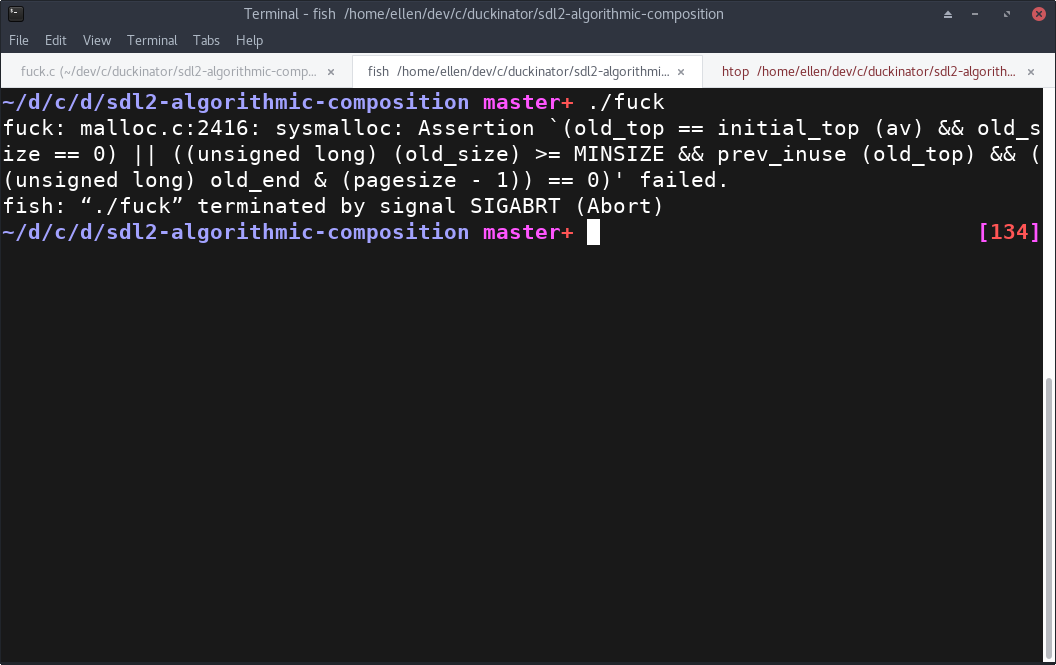 Terminal - fish  /home/ellen/dev/c/duckinator/sdl2-algorithmic-composition
File Edit View Terminal Tabs Help
fuck.c (~/dev/c/duckinator/sdl2-algorithmic-comp... × fish  /home/ellen/dev/c/duckinator/sdl2-algorithmi... × htop  /home/ellen/dev/c/duckinator/sdl2-algorith... ×
~/d/c/d/sdl2-algorithmic-composition master+ ./fuck
fuck: malloc.c:2416: sysmalloc: Assertion `(old_top == initial_top (av) && old_s
ize == 0) || ((unsigned long) (old_size) >= MINSIZE && prev_inuse (old_top) && (
(unsigned long) old_end & (pagesize - 1)) == 0)' failed.
fish: “./fuck” terminated by signal SIGABRT (Abort)
~/d/c/d/sdl2-algorithmic-composition master+ [134]